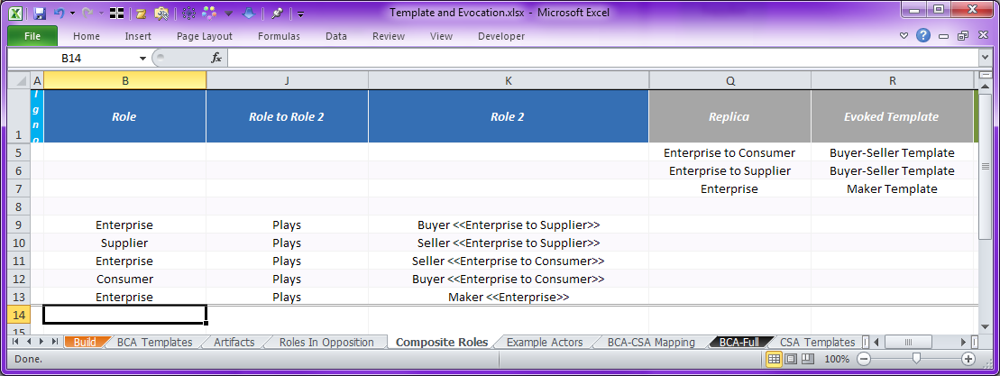 Template and Evocation.xlsx - Microsoft Excel
File Home Insert Page Layout Formulas Data Review View Developer
B14 fx
A B J K Q R
1 Role Role to Role 2 Role 2 Replica Evoked Template
5 Enterprise to Consumer Buyer-Seller Template
6 Enterprise to Supplier Buyer-Seller Template
7 Enterprise Maker Template
8
9 Enterprise Plays Buyer <<Enterprise to Supplier>>
10 Supplier Plays Seller <<Enterprise to Supplier>>
11 Enterprise Plays Seller <<Enterprise to Consumer>>
12 Consumer Plays Buyer <<Enterprise to Consumer>>
13 Enterprise Plays Maker <<Enterprise>>
14
15
Build BCA Templates Artifacts Roles In Opposition Composite Roles Example Actors BCA-CSA Mapping BCA-Full CSA Templates
Done. 100%